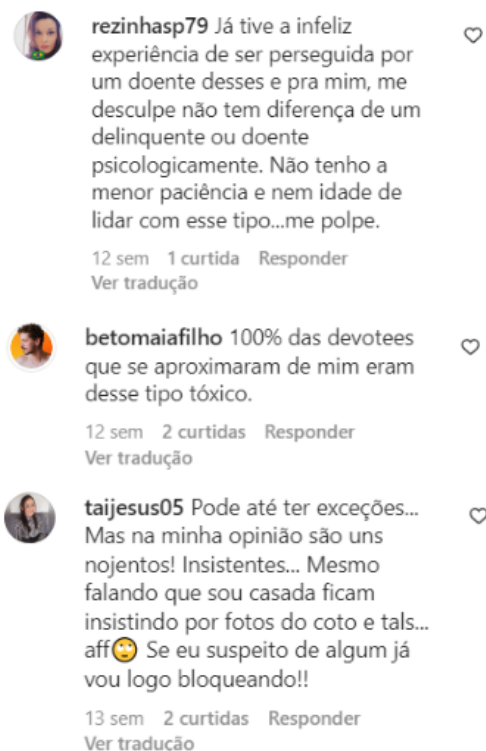 rezinhasp79 Já tive a infeliz
experiência de ser perseguida por
um doente desses e pra mim, me
desculpe não tem diferença de um
delinquente ou doente
psicologicamente. Não tenho a
menor paciência e nem idade de
lidar com esse tipo...me polpe.
12 sem 1 curtida Responder
Ver tradução
betomaiafilho 100% das devotees
que se aproximaram de mim eram
desse tipo tóxico.
12 sem 2 curtidas Responder
Ver tradução
taijesus05 Pode até ter exceções...
Mas na minha opinião são uns
nojentos! Insistentes... Mesmo
falando que sou casada ficam
insistindo por fotos do coto e tals...
aff🙄 Se eu suspeito de algum já
vou logo bloqueando!!
13 sem 2 curtidas Responder
Ver tradução